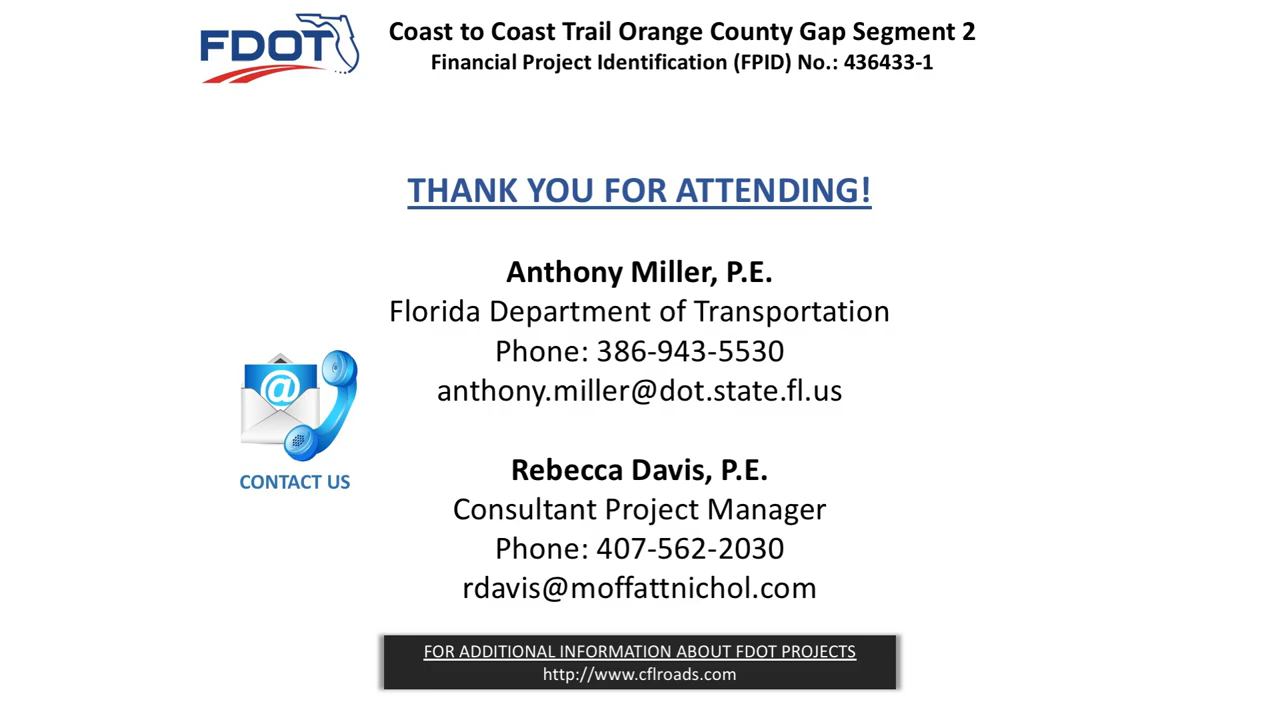 FDOT
Coast to Coast Trail Orange County Gap Segment 2
Financial Project Identification (FPID) No.: 436433-1
THANK YOU FOR ATTENDING!
Anthony Miller, P.E.
Florida Department of Transportation
Phone: 386-943-5530
anthony.miller@dot.state.fl.us
@
CONTACT US
Rebecca Davis, P.E.
Consultant Project Manager
Phone: 407-562-2030
rdavis@moffattnichol.com
FOR ADDITIONAL INFORMATION ABOUT FDOT PROJECTS
http://www.cflroads.com